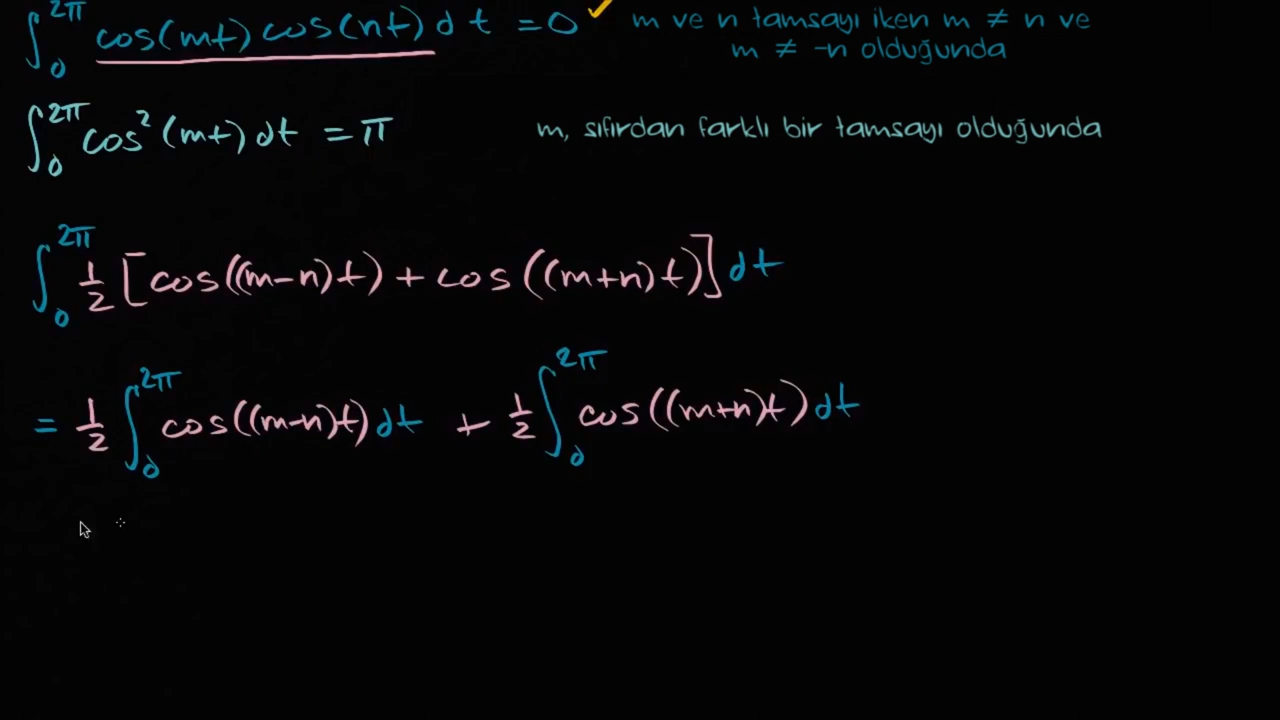 ∫₀^2π cos(mt) cos(nt) dt = 0 ✓ m ve n tamsayı iken m ≠ n ve
m ≠ -n olduğunda
∫₀^2π cos²(mt) dt = π m, sıfırdan farklı bir tamsayı olduğunda
∫₀^2π 1/2 [cos((m-n)t) + cos((m+n)t)] dt
= 1/2 ∫₀^2π cos((m-n)t) dt + 1/2 ∫₀^2π cos((m+n)t) dt